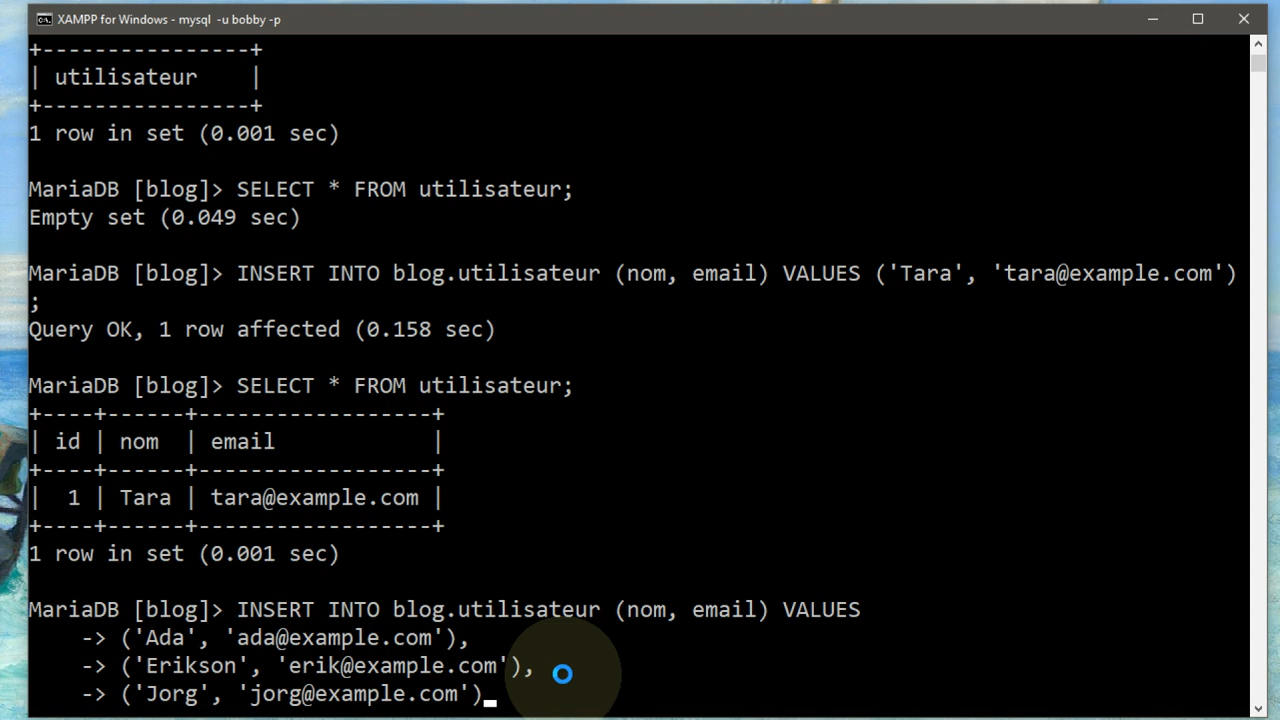 XAMPP for Windows - mysql -u bobby -p
+----------------+
| utilisateur    |
+----------------+
1 row in set (0.001 sec)
MariaDB [blog]> SELECT * FROM utilisateur;
Empty set (0.049 sec)
MariaDB [blog]> INSERT INTO blog.utilisateur (nom, email) VALUES ('Tara', 'tara@example.com')
;
Query OK, 1 row affected (0.158 sec)
MariaDB [blog]> SELECT * FROM utilisateur;
+----+------+------------------+
| id | nom  | email            |
+----+------+------------------+
|  1 | Tara | tara@example.com |
+----+------+------------------+
1 row in set (0.001 sec)
MariaDB [blog]> INSERT INTO blog.utilisateur (nom, email) VALUES
    -> ('Ada', 'ada@example.com'),
    -> ('Erikson', 'erik@example.com'),
    -> ('Jorg', 'jorg@example.com')